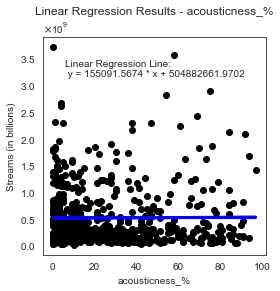 Linear Regression Results - acousticness_%
×10⁹
Linear Regression Line:
y = 155091.5674 * x + 504882661.9702
3.5
3.0
2.5
2.0
1.5
1.0
0.5
0.0
Streams (in billions)
0 20 40 60 80 100
acousticness_%